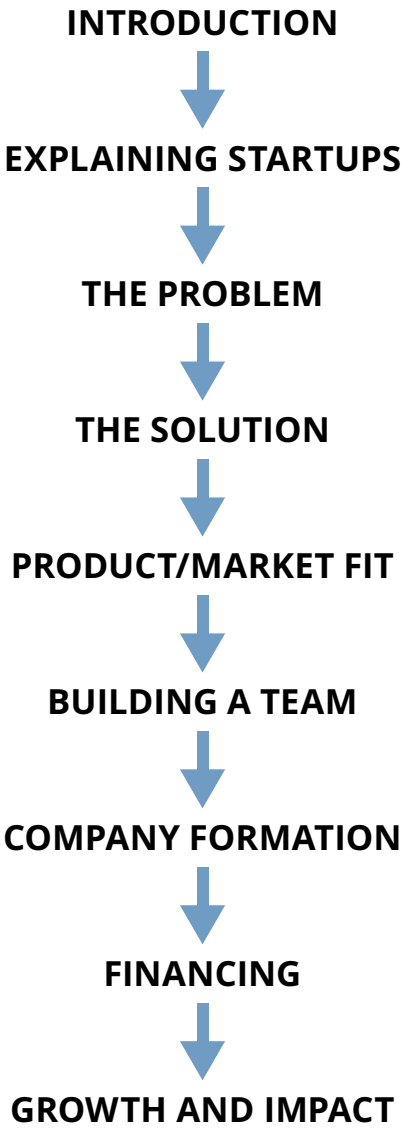 INTRODUCTION
EXPLAINING STARTUPS
THE PROBLEM
THE SOLUTION
PRODUCT/MARKET FIT
BUILDING A TEAM
COMPANY FORMATION
FINANCING
GROWTH AND IMPACT